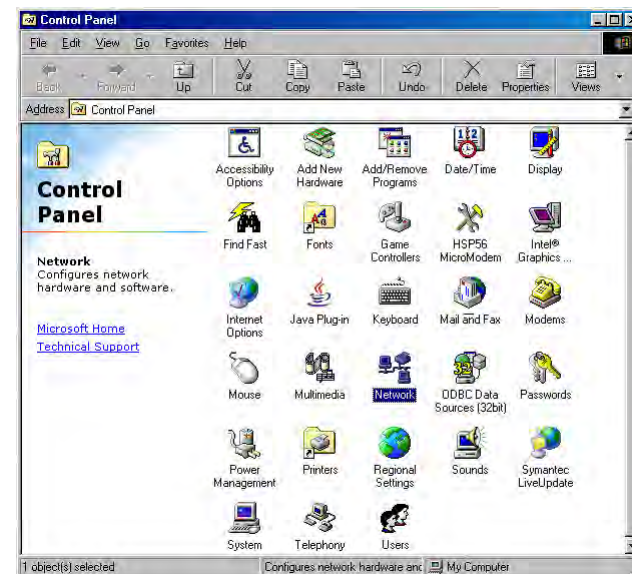 Control Panel
File Edit View Go Favorites Help
Back Forward Up Cut Copy Paste Undo Delete Properties Views
Address Control Panel
Control
Panel
Network
Configures network
hardware and software.
Microsoft Home
Technical Support
Accessibility
Options
Add New
Hardware
Add/Remove
Programs
Date/Time
Display
Find Fast
Fonts
Game
Controllers
HSP56
MicroModem
Intel®
Graphics ...
Internet
Options
Java Plug-in
Keyboard
Mail and Fax
Modems
Mouse
Multimedia
Network
ODBC Data
Sources (32bit)
Passwords
Power
Management
Printers
Regional
Settings
Sounds
Symantec
LiveUpdate
System
Telephony
Users
1 object(s) selected
Configures network hardware anc
My Computer